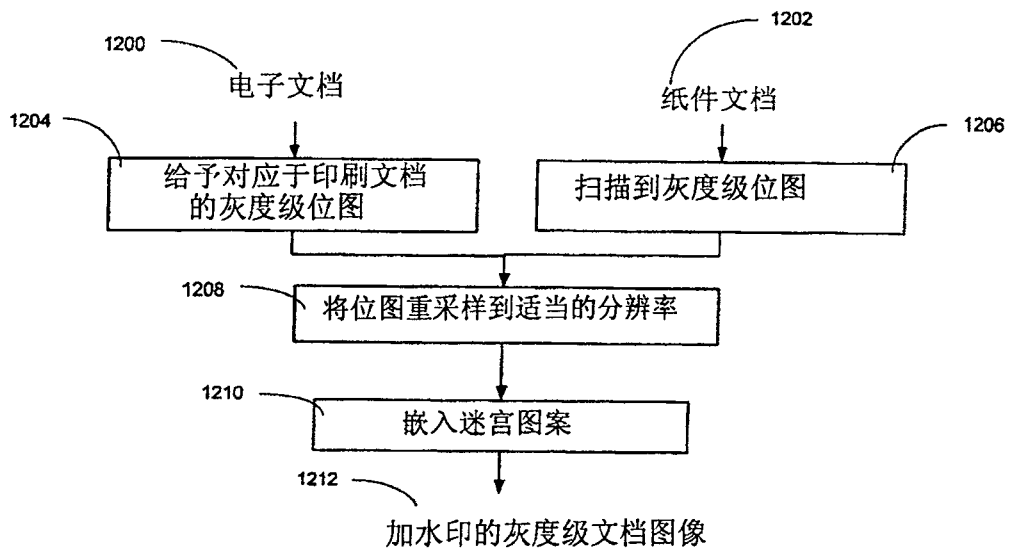 1200
1202
电子文档
纸件文档
1204
1206
给予对应于印刷文档
的灰度级位图
扫描到灰度级位图
1208
将位图重采样到适当的分辨率
1210
嵌入迷宫图案
1212
加水印的灰度级文档图像